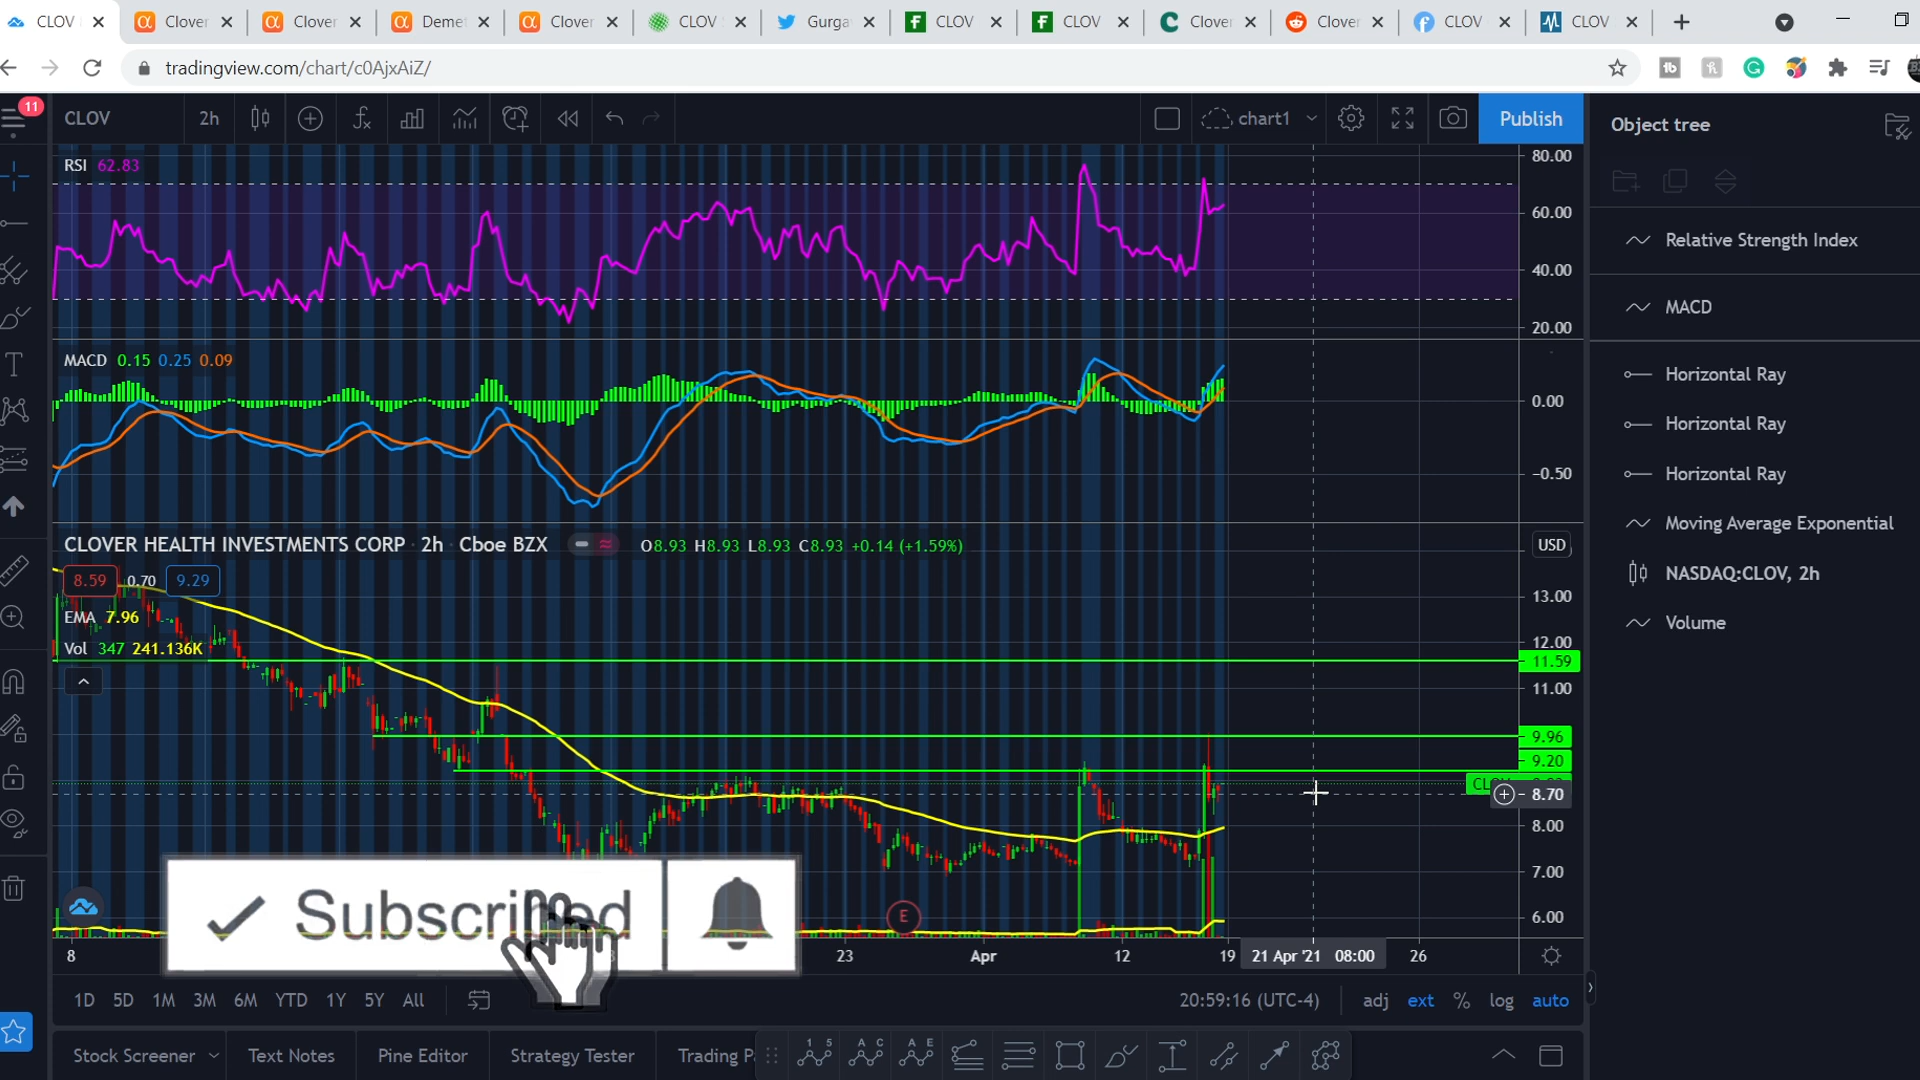 CLOV
Clover
Clover
Deme
Clover
CLOV
Gurga
CLOV
CLOV
Clover
Clover
CLOV
CLOV
tradingview.com/chart/c0AjxAiZ/
11
CLOV 2h
chart1
Publish
Object tree
RSI 62.83
80.00
60.00
40.00
20.00
Relative Strength Index
MACD
Horizontal Ray
Horizontal Ray
Horizontal Ray
Moving Average Exponential
NASDAQ:CLOV, 2h
Volume
MACD 0.15 0.25 0.09
0.00
−0.50
CLOVER HEALTH INVESTMENTS CORP · 2h · Cboe BZX
O8.93 H8.93 L8.93 C8.93 +0.14 (+1.59%)
USD
8.59 0.70 9.29
EMA 7.96
Vol 347 241.136K
13.00
12.00
11.59
11.00
9.96
9.20
8.70
8.00
7.00
6.00
Subscribed
E
8 23 Apr 12 19 21 Apr '21 08:00 26
1D 5D 1M 3M 6M YTD 1Y 5Y All
20:59:16 (UTC-4)
adj ext % log auto
Stock Screener Text Notes Pine Editor Strategy Tester Trading P